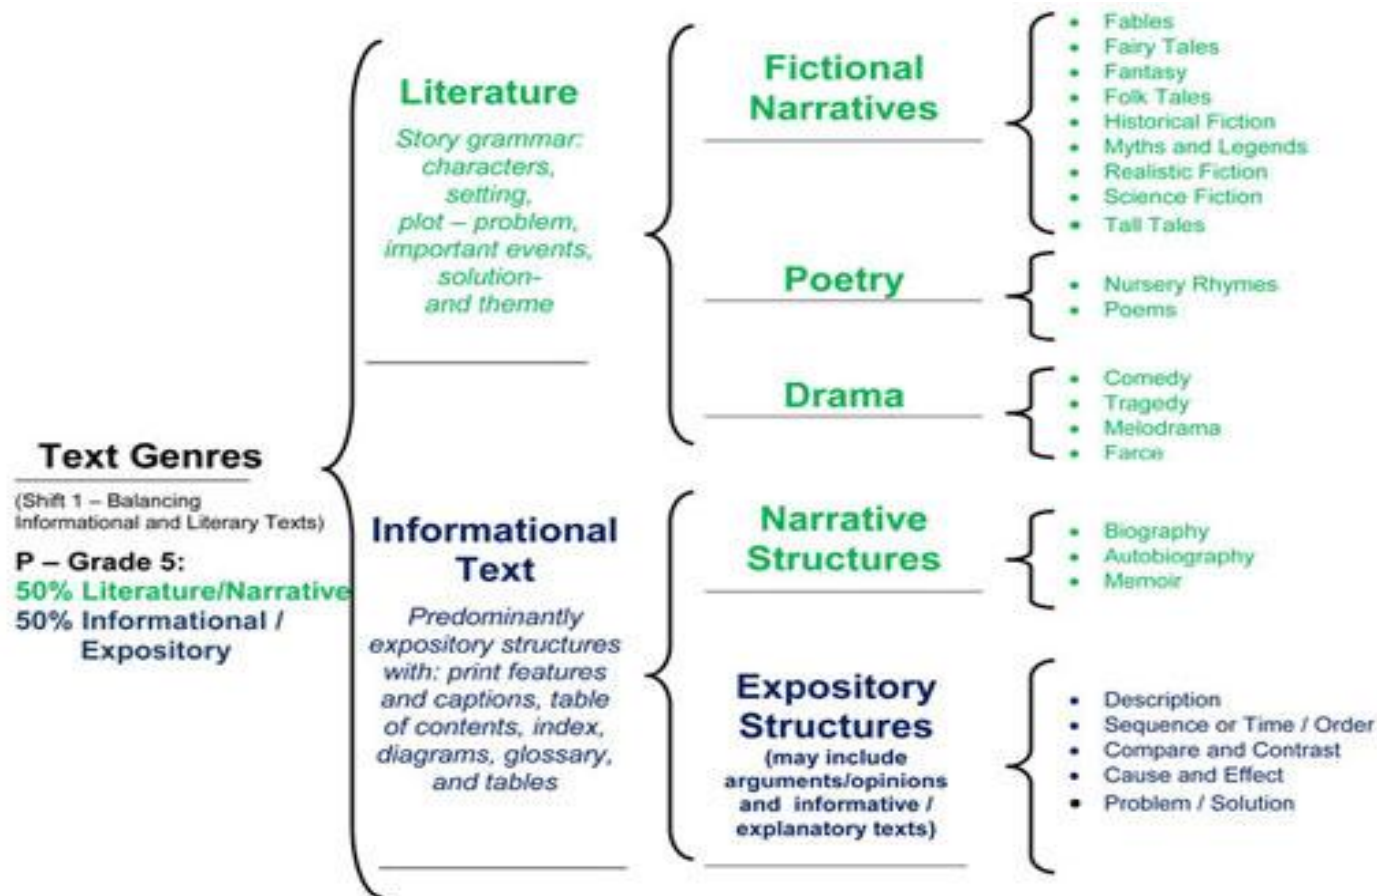 Text Genres
(Shift 1 – Balancing
Informational and Literary Texts)
P – Grade 5:
50% Literature/Narrative
50% Informational /
Expository
Literature
Story grammar:
characters,
setting,
plot – problem,
important events,
solution-
and theme
Fictional
Narratives
• Fables
• Fairy Tales
• Fantasy
• Folk Tales
• Historical Fiction
• Myths and Legends
• Realistic Fiction
• Science Fiction
• Tall Tales
Poetry
• Nursery Rhymes
• Poems
Drama
• Comedy
• Tragedy
• Melodrama
• Farce
Informational
Text
Predominantly
expository structures
with: print features
and captions, table
of contents, index,
diagrams, glossary,
and tables
Narrative
Structures
• Biography
• Autobiography
• Memoir
Expository
Structures
(may include
arguments/opinions
and informative /
explanatory texts)
• Description
• Sequence or Time / Order
• Compare and Contrast
• Cause and Effect
• Problem / Solution